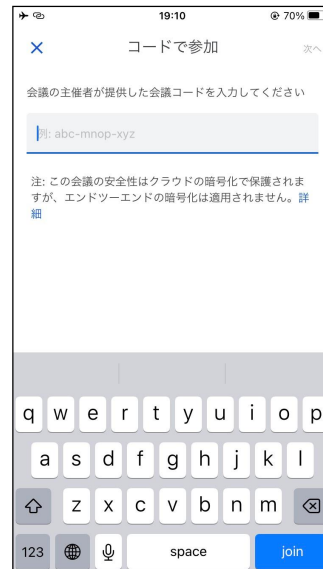 19:10
70%
コードで参加
次へ
会議の主催者が提供した会議コードを入力してください
例: abc-mnop-xyz
注: この会議の安全性はクラウドの暗号化で保護されま
すが、エンドツーエンドの暗号化は適用されません。詳
細
q w e r t y u i o p
a s d f g h j k l
z x c v b n m
123 space join